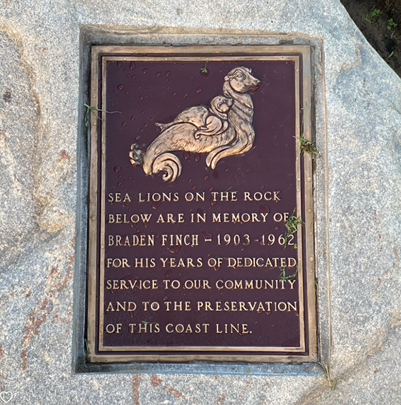 SEA LIONS ON THE ROCK
BELOW ARE IN MEMORY OF
BRADEN FINCH – 1903 - 1962
FOR HIS YEARS OF DEDICATED
SERVICE TO OUR COMMUNITY
AND TO THE PRESERVATION
OF THIS COAST LINE.